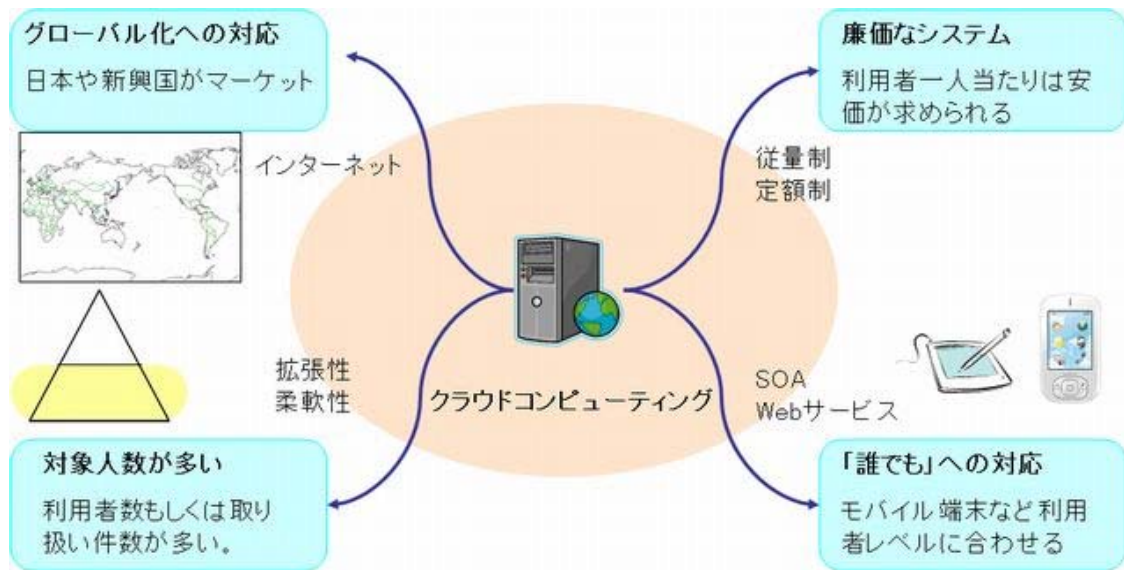 グローバル化への対応
日本や新興国がマーケット
インターネット
廉価なシステム
利用者一人当たりは安
価が求められる
従量制
定額制
拡張性
柔軟性
クラウドコンピューティング
SOA
Webサービス
対象人数が多い
利用者数もしくは取り
扱い件数が多い。
「誰でも」への対応
モバイル端末など利用
者レベルに合わせる